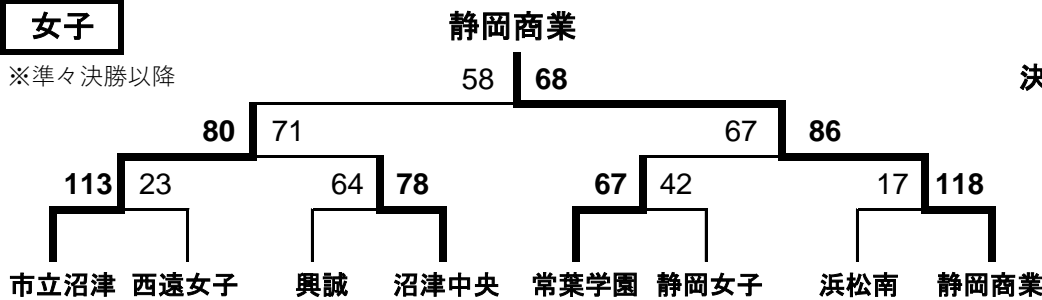 女子
静岡商業
※準々決勝以降
58 68
決
80 71
67 86
113 23
64 78
67 42
17 118
市立沼津 西遠女子 興誠 沼津中央 常葉学園 静岡女子 浜松南 静岡商業